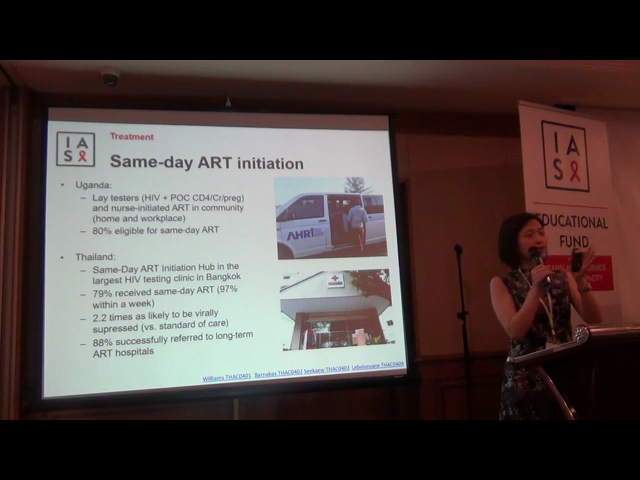 I A
S
Treatment
Same-day ART initiation
• Uganda:
– Lay testers (HIV + POC CD4/Cr/preg)
and nurse-initiated ART in community
(home and workplace)
– 80% eligible for same-day ART
• Thailand:
– Same-Day ART Initiation Hub in the
largest HIV testing clinic in Bangkok
– 79% received same-day ART (97%
within a week)
– 2.2 times as likely to be virally
supressed (vs. standard of care)
– 88% successfully referred to long-term
ART hospitals
AHRI
Williams THAC0401 Barnabas THAC0402 Seekaew THAC0403 Lebelonyane THAC0404
I A
S
EDUCATIONAL
FUND